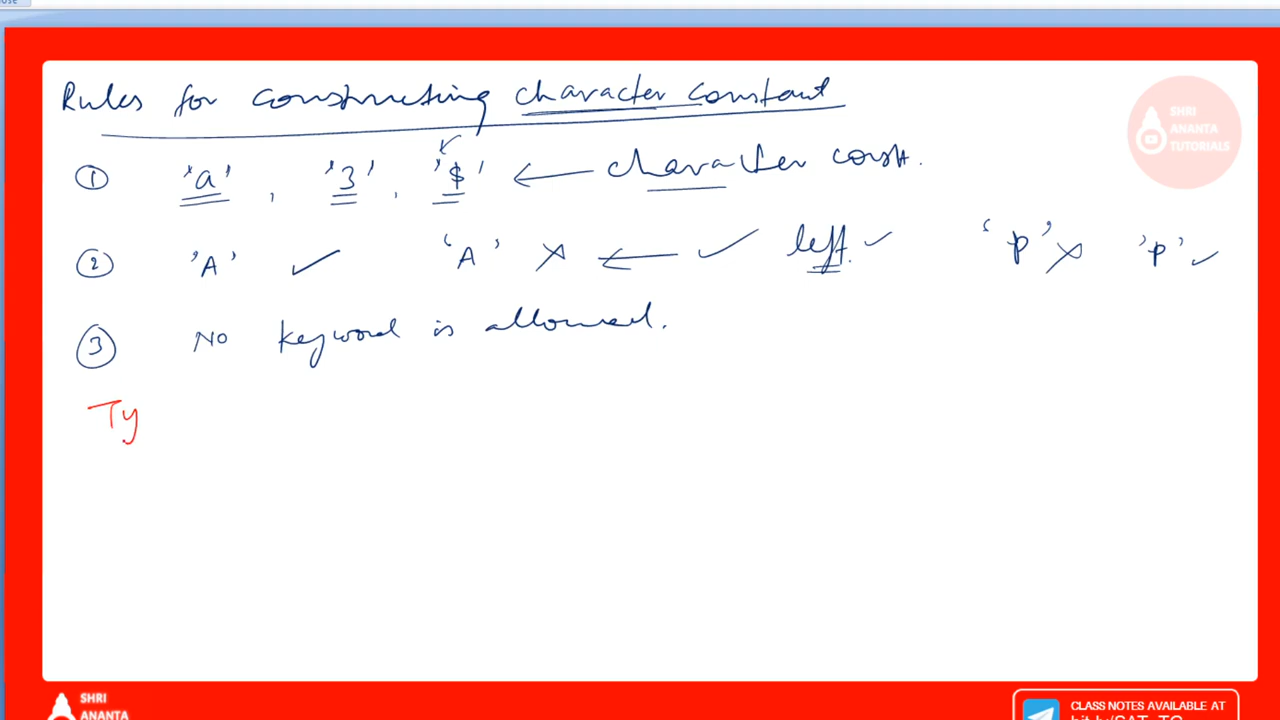 Rules for constructing character constant
① 'a' , '3' , '$' ← character const.
② 'A' ✓ ‘A’ × ← ✓ left ✓ ‘p’ × 'p' ✓
③ No keyword is allowed.
Ty
SHRI
ANANTA
TUTORIALS
SHRI
ANANTA
CLASS NOTES AVAILABLE AT